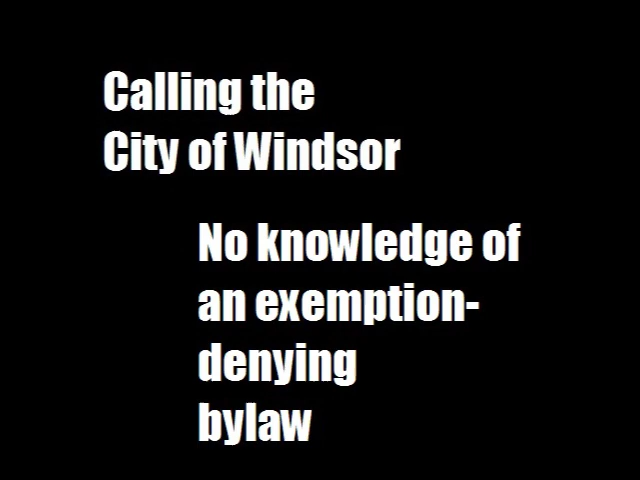 Calling the
City of Windsor
No knowledge of
an exemption-
denying
bylaw